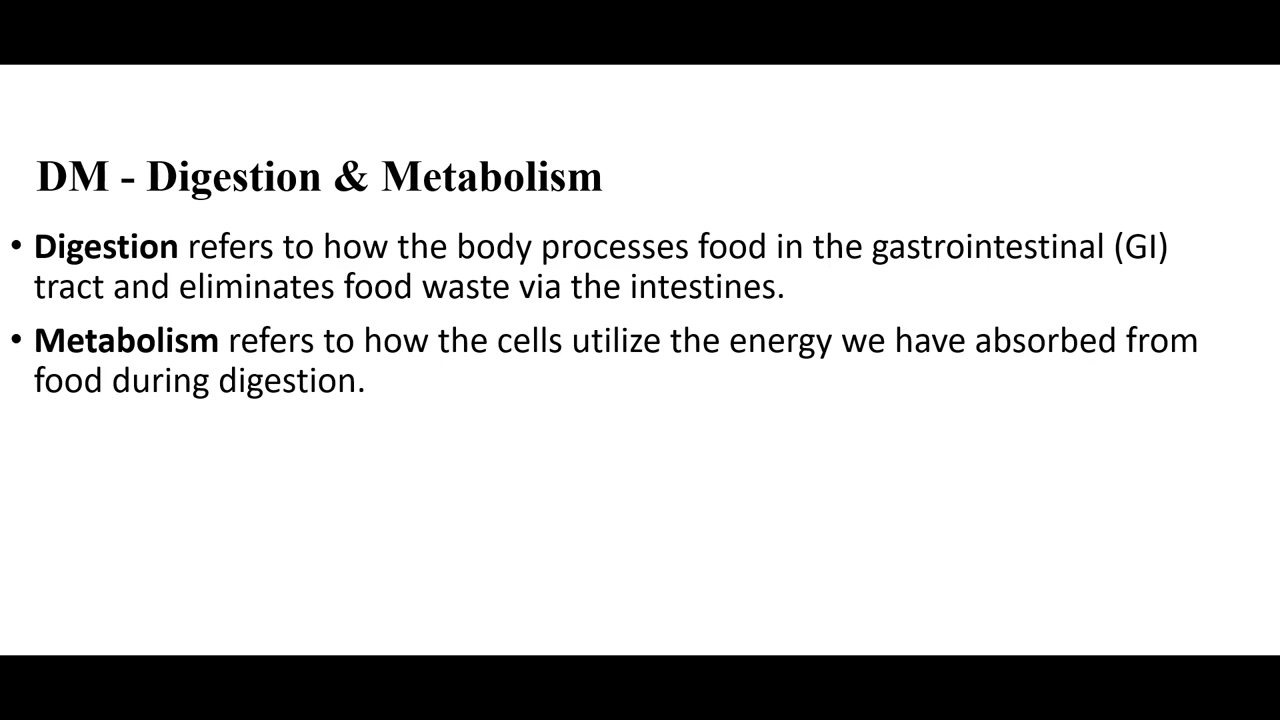 DM - Digestion & Metabolism
• Digestion refers to how the body processes food in the gastrointestinal (GI)
tract and eliminates food waste via the intestines.
• Metabolism refers to how the cells utilize the energy we have absorbed from
food during digestion.